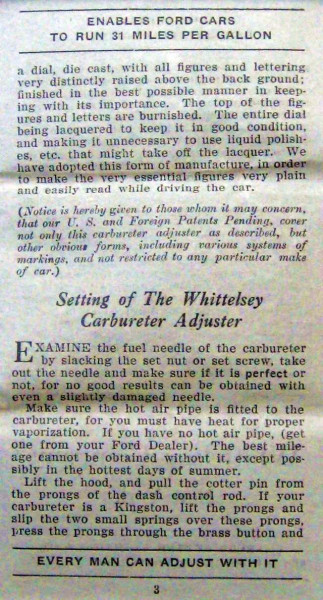 ENABLES FORD CARS
TO RUN 31 MILES PER GALLON
a dial, die cast, with all figures and lettering
very distinctly raised above the back ground;
finished in the best possible manner in keep-
ing with its importance. The top of the fig-
ures and letters are burnished. The entire dial
being lacquered to keep it in good condition,
and making it unnecessary to use liquid polish-
es, etc. that might take off the lacquer. We
have adopted this form of manufacture, in order
to make the very essential figures very plain
and easily read while driving the car.
(Notice is hereby given to those whom it may concern,
that our U. S. and Foreign Patents Pending, cover
not only this carbureter adjuster as described, but
other obvious forms, including various systems of
markings, and not restricted to any particular make
of car.)
Setting of The Whittelsey
Carbureter Adjuster
EXAMINE the fuel needle of the carbureter
by slacking the set nut or set screw, take
out the needle and make sure if it is perfect or
not, for no good results can be obtained with
even a slightly damaged needle.
Make sure the hot air pipe is fitted to the
carbureter, for you must have heat for proper
vaporization. If you have no hot air pipe, (get
one from your Ford Dealer). The best mile-
age cannot be obtained without it, except pos-
sibly in the hottest days of summer.
Lift the hood, and pull the cotter pin from
the prongs of the dash control rod. If your
carbureter is a Kingston, lift the prongs and
slip the two small springs over these prongs,
press the prongs through the brass button and
EVERY MAN CAN ADJUST WITH IT
3